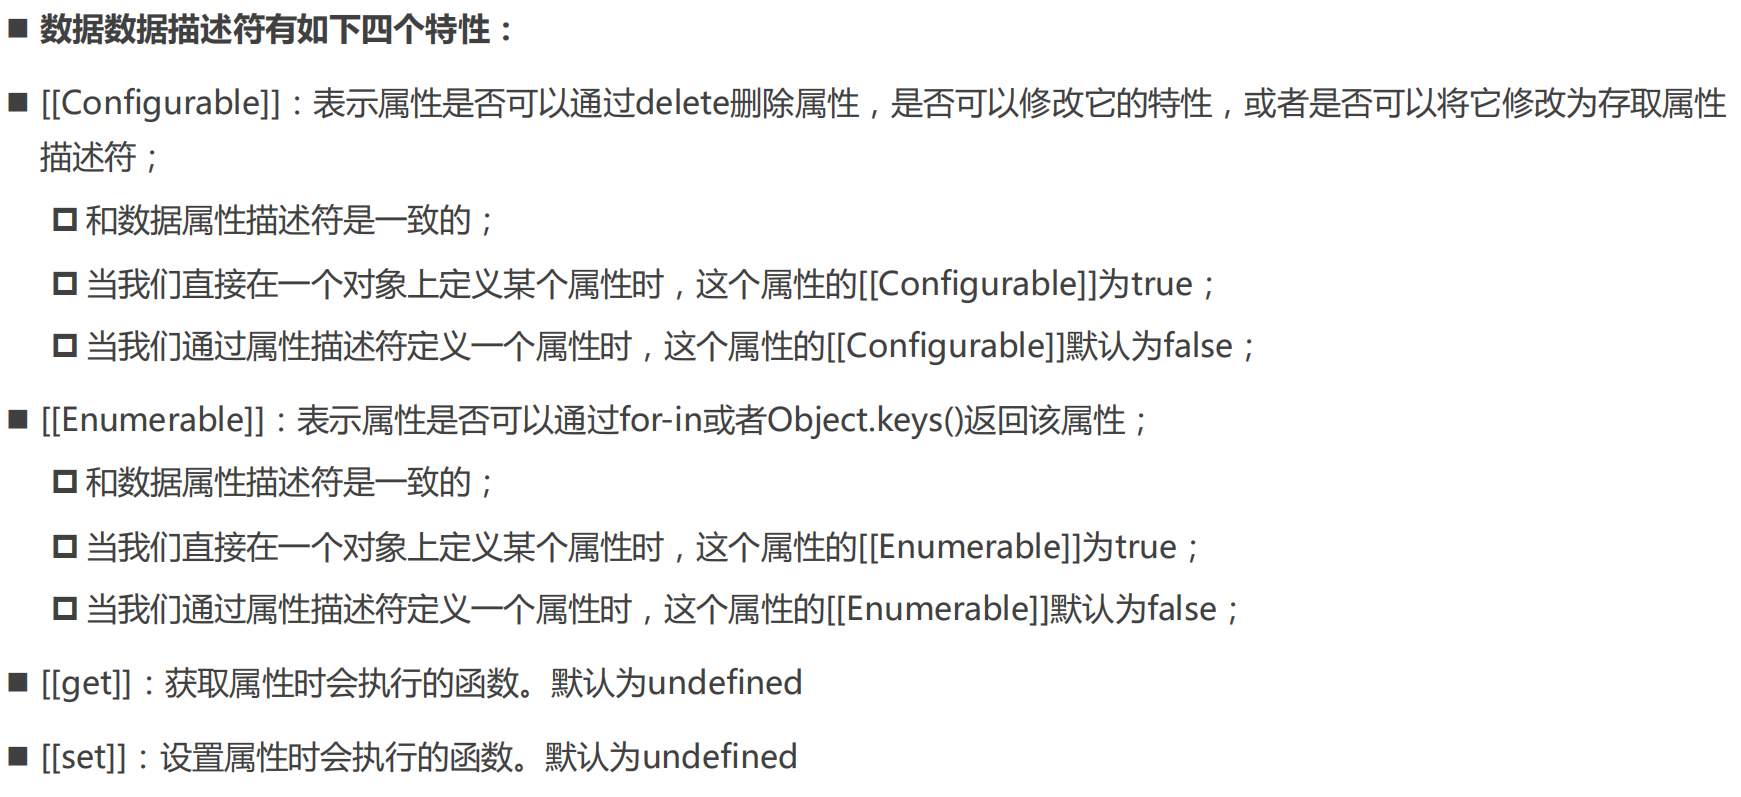 ■ 数据数据描述符有如下四个特性：
■ [[Configurable]]：表示属性是否可以通过delete删除属性，是否可以修改它的特性，或者是否可以将它修改为存取属性
描述符；
和数据属性描述符是一致的；
当我们直接在一个对象上定义某个属性时，这个属性的[[Configurable]]为true；
当我们通过属性描述符定义一个属性时，这个属性的[[Configurable]]默认为false；
■ [[Enumerable]]：表示属性是否可以通过for-in或者Object.keys()返回该属性；
和数据属性描述符是一致的；
当我们直接在一个对象上定义某个属性时，这个属性的[[Enumerable]]为true；
当我们通过属性描述符定义一个属性时，这个属性的[[Enumerable]]默认为false；
■ [[get]]：获取属性时会执行的函数。默认为undefined
■ [[set]]：设置属性时会执行的函数。默认为undefined